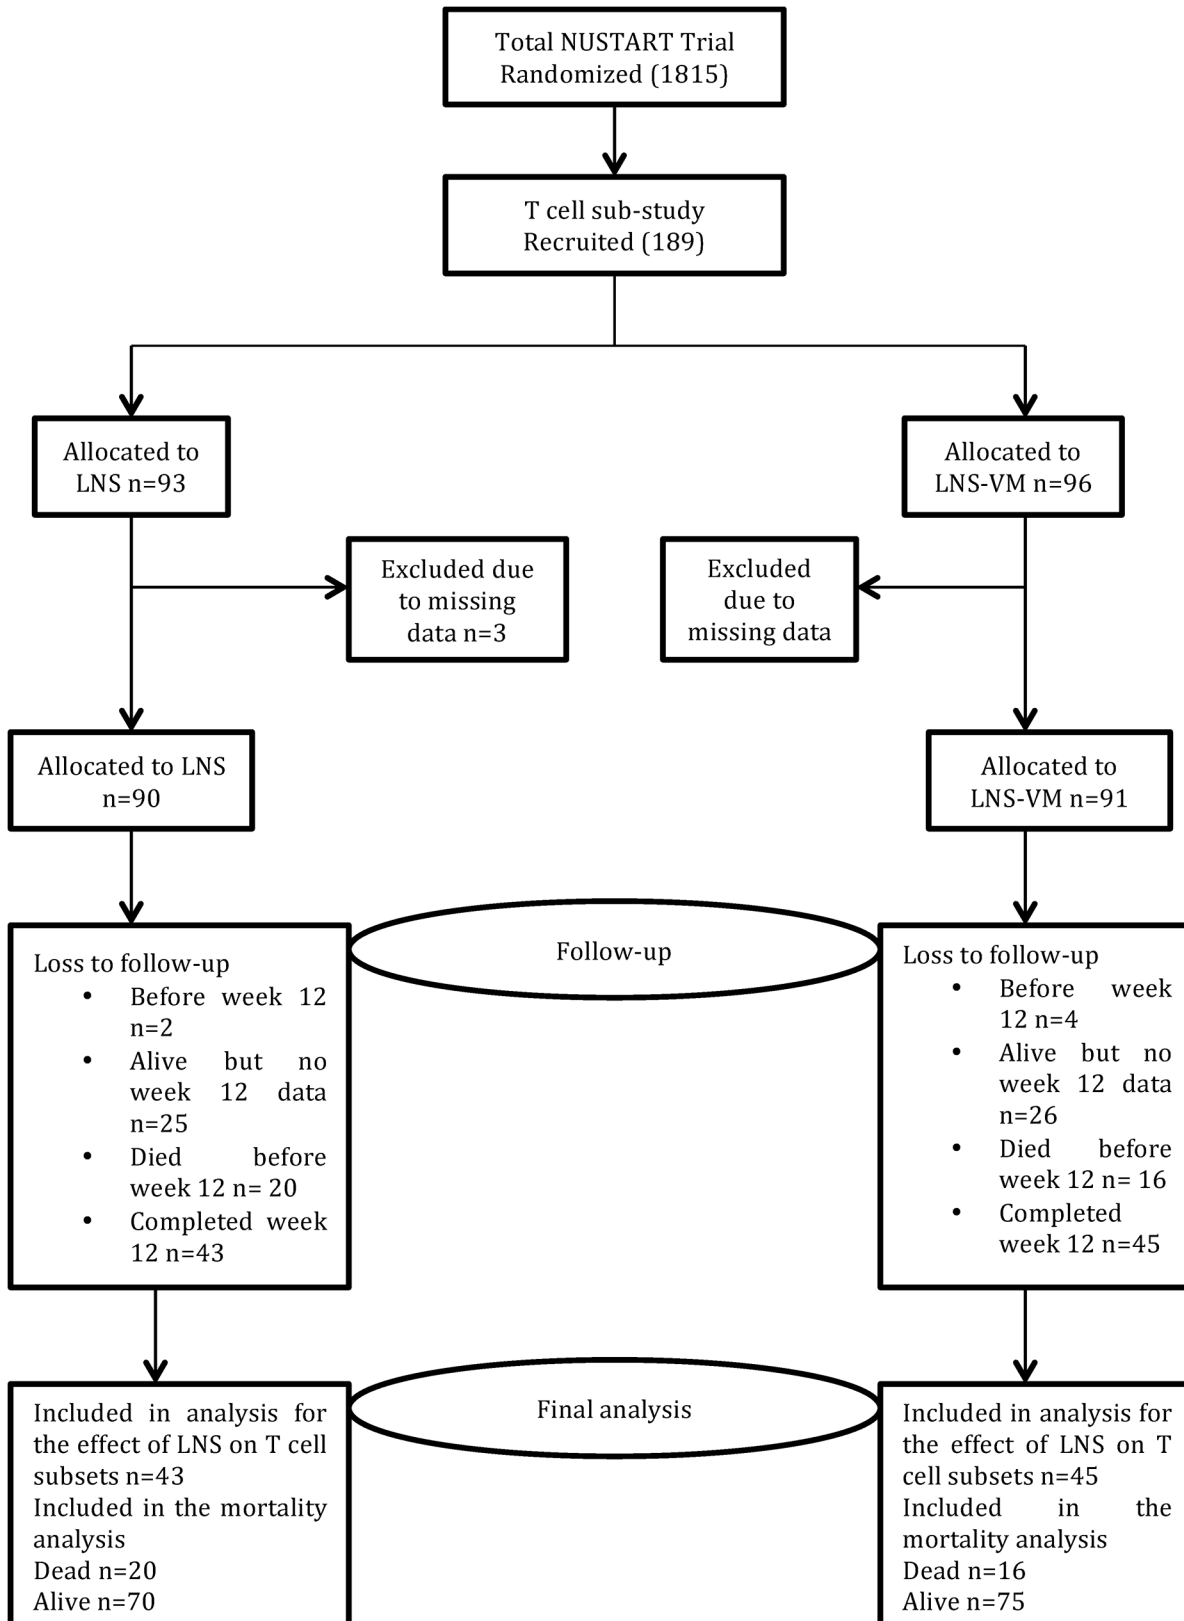 Total NUSTART Trial
Randomized (1815)
T cell sub-study
Recruited (189)
Allocated to
LNS n=93
Allocated to
LNS-VM n=96
Excluded due
to missing
data n=3
Excluded
due to
missing data
Allocated to LNS
n=90
Allocated to
LNS-VM n=91
Loss to follow-up
• Before week 12
n=2
• Alive but no
week 12 data
n=25
• Died before
week 12 n= 20
• Completed week
12 n=43
Follow-up
Loss to follow-up
• Before week
12 n=4
• Alive but no
week 12 data
n=26
• Died before
week 12 n= 16
• Completed
week 12 n=45
Included in analysis for
the effect of LNS on T cell
subsets n=43
Included in the mortality
analysis
Dead n=20
Alive n=70
Final analysis
Included in analysis for
the effect of LNS on T
cell subsets n=45
Included in the
mortality analysis
Dead n=16
Alive n=75